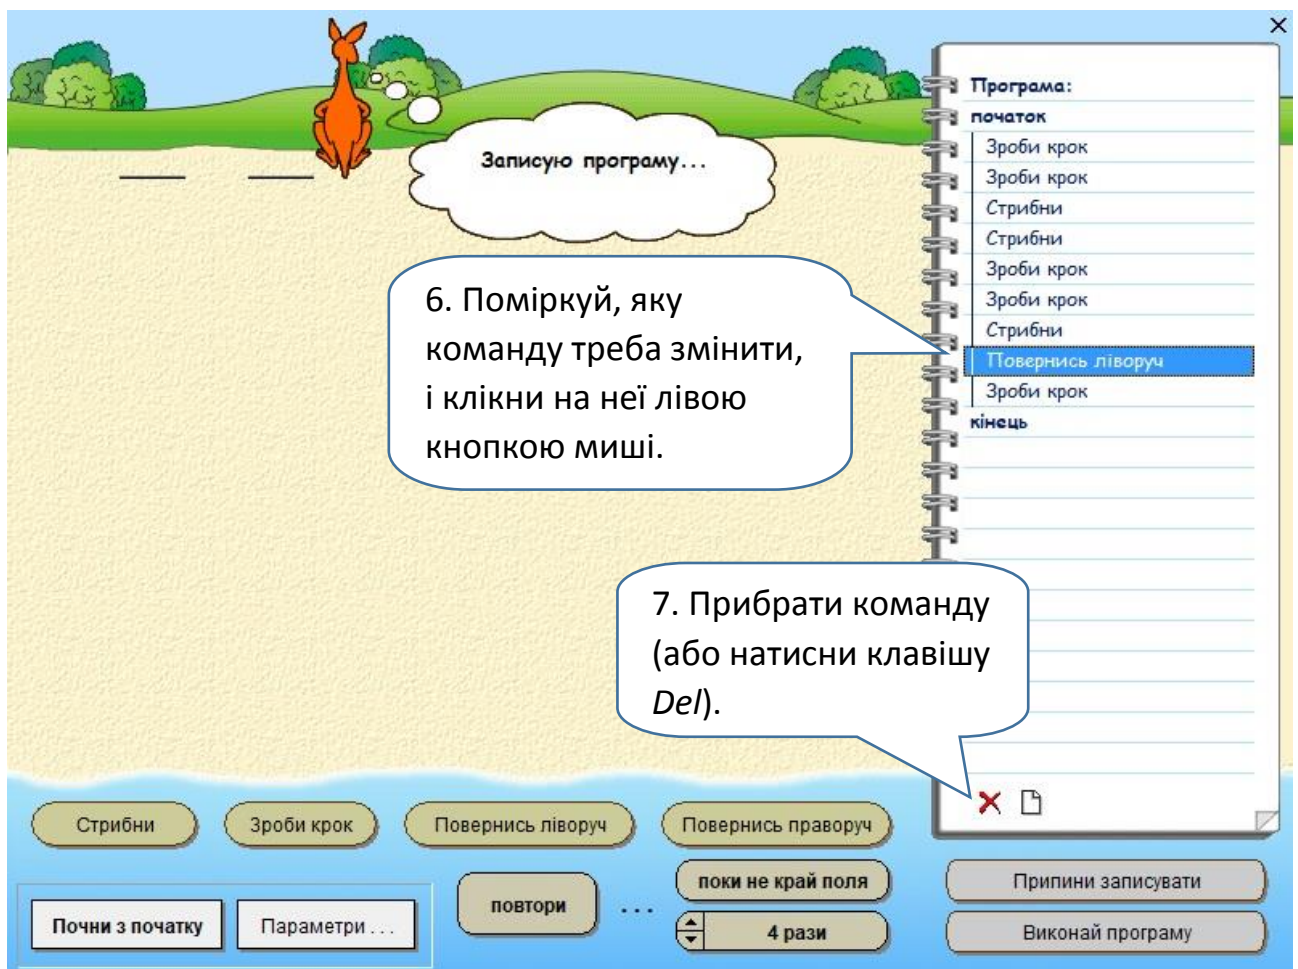 Записую програму...
Програма:
початок
Зроби крок
Зроби крок
Стрибни
Стрибни
Зроби крок
Зроби крок
Стрибни
Повернись ліворуч
Зроби крок
кінець
6. Поміркуй, яку
команду треба змінити,
і клікни на неї лівою
кнопкою миші.
7. Прибрати команду
(або натисни клавішу
Del).
Стрибни
Зроби крок
Повернись ліворуч
Повернись праворуч
Почни з початку
Параметри . . .
повтори
. . .
поки не край поля
4 рази
Припини записувати
Виконай програму